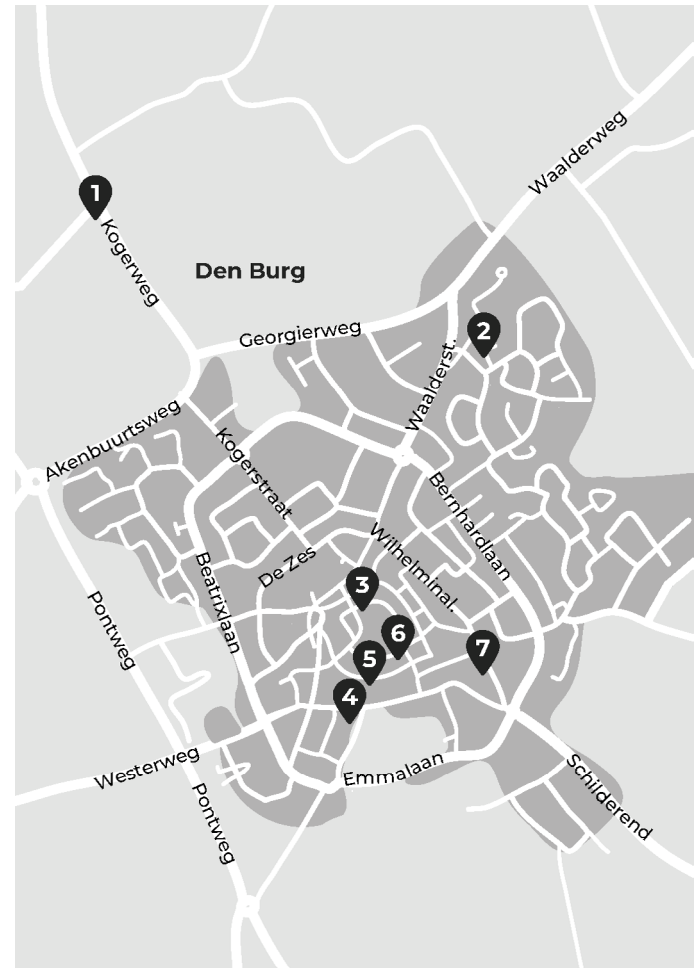 Waalderweg
1
Kogerweg
Den Burg
Georgierweg
2
Waalderst.
Akenbuurtsweg
Kogerstraat
Bernhardlaan
Wilhelminal.
De Zes
Beatrixlaan
3
6
7
5
4
Pontweg
Westerweg
Emmalaan
Schilderend
Pontweg